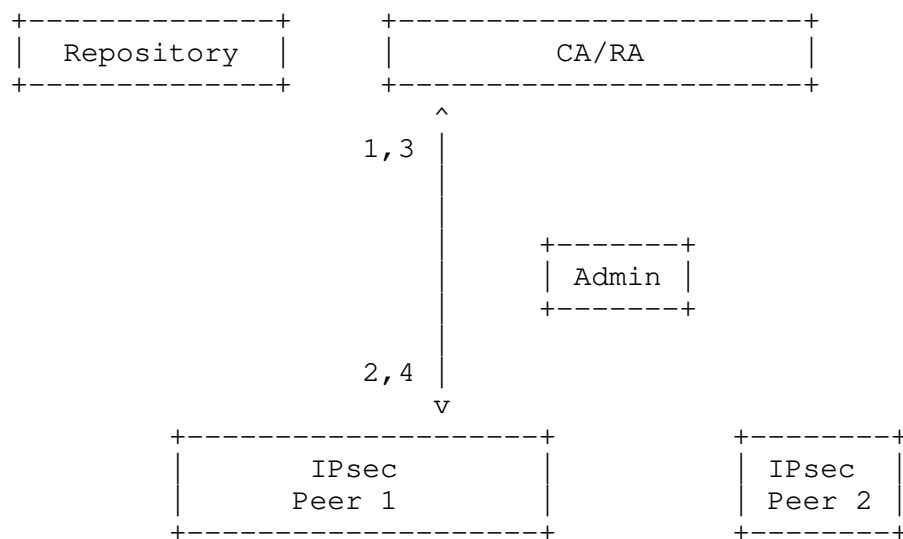 Repository CA/RA
1,3
Admin
2,4
IPsec IPsec
Peer 1 Peer 2